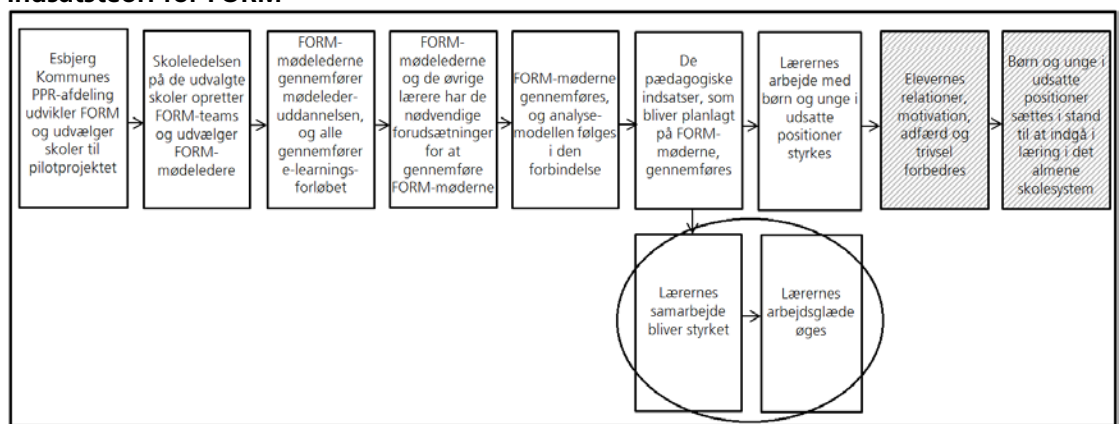 Indsatsteori for FORM
Esbjerg
Kommunes
PPR-afdeling
udvikler FORM
og udvælger
skoler til
pilotprojektet
Skoleledelsen
på de udvalgte
skoler opretter
FORM-teams
og udvælger
FORM-
mødeledere
FORM-
mødelederne
gennemfører
mødeleder-
uddannelsen,
og alle
gennemfører
e-learnings-
forløbet
FORM-
mødelederne
og de øvrige
lærere har de
nødvendige
forudsætninger
for at
gennemføre
FORM-møderne
FORM-møderne
gennemføres,
og analyse-
modellen følges
i den
forbindelse
De
pædagogiske
indsatser, som
bliver planlagt
på FORM-
møderne,
gennemføres
Lærernes
arbejde med
børn og unge i
udsatte
positioner
styrkes
Elevernes
relationer,
motivation,
adfærd og
trivsel
forbedres
Børn og unge i
udsatte
positioner
sættes i stand
til at indgå i
læring i det
almene
skolesystem
Lærernes
samarbejde
bliver styrket
Lærernes
arbejdsglæde
øges